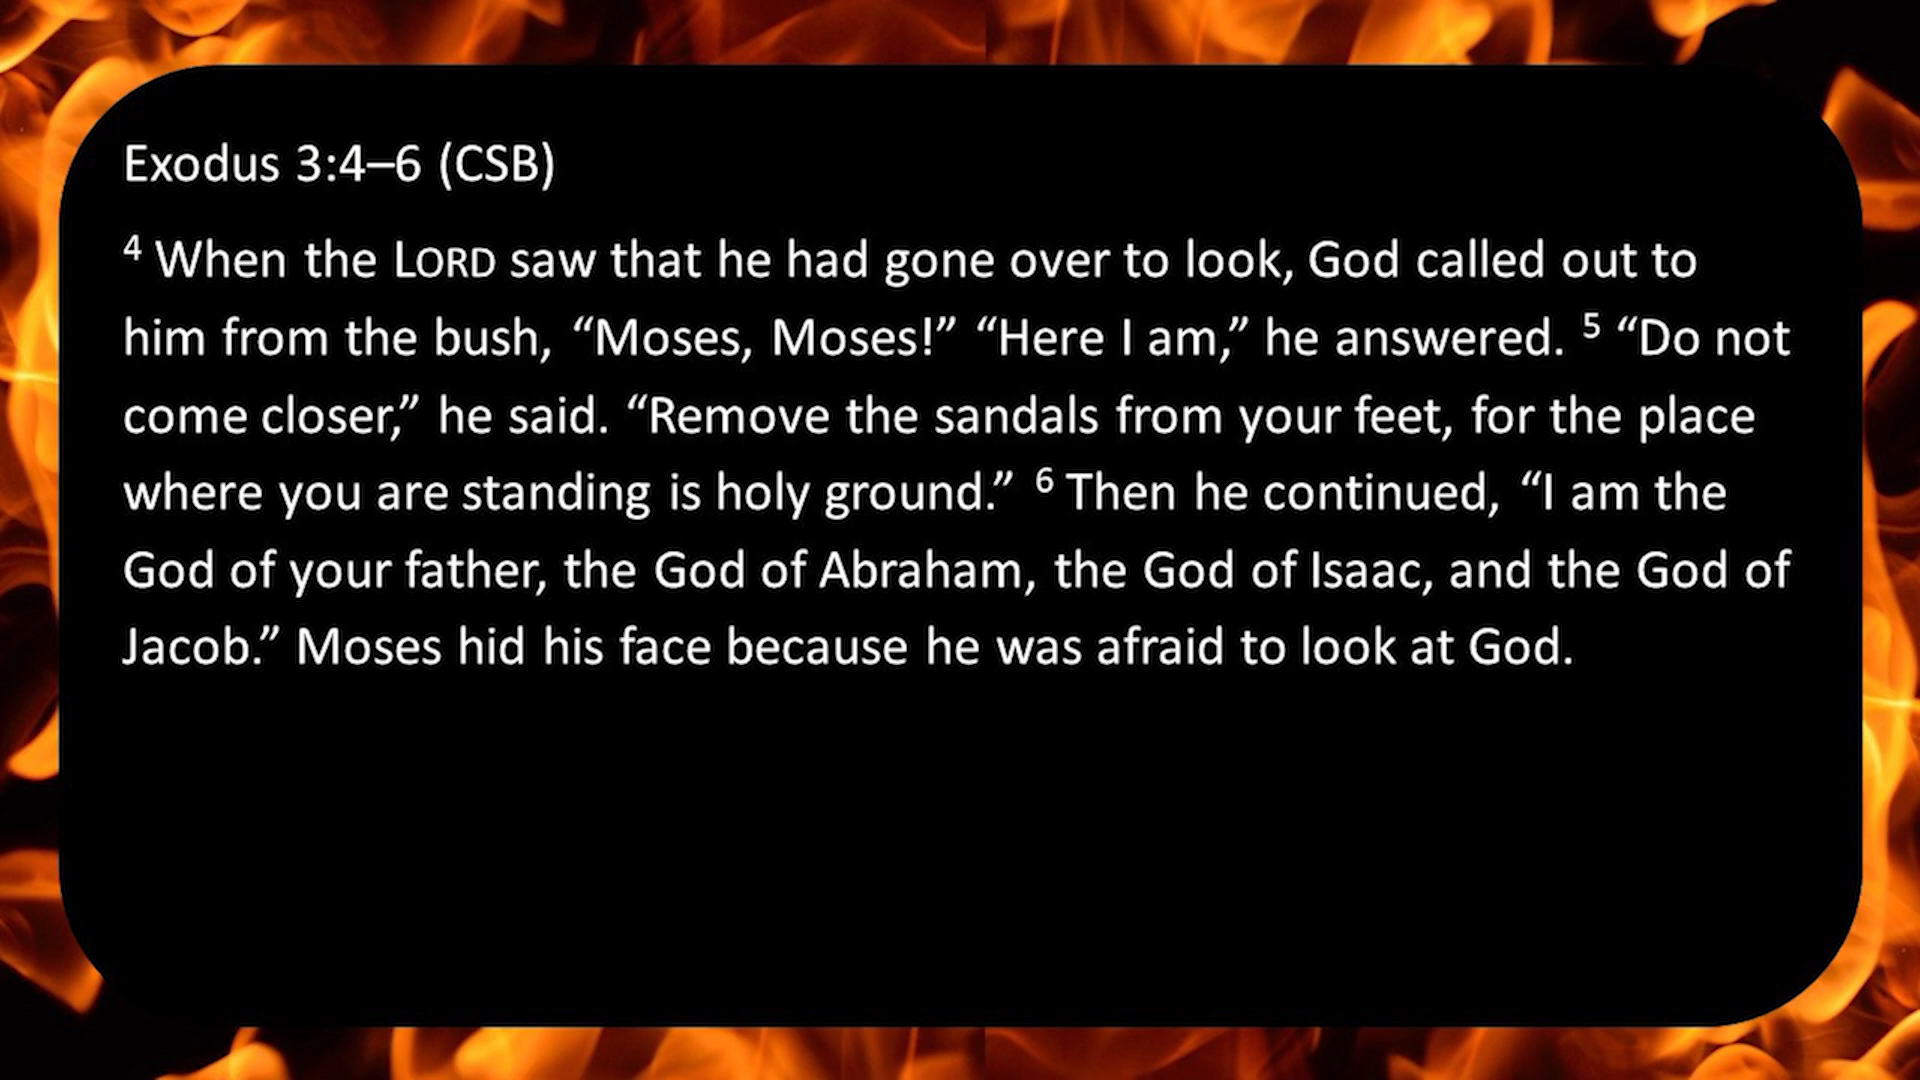 Exodus 3:4–6 (CSB)
4 When the LORD saw that he had gone over to look, God called out to
him from the bush, “Moses, Moses!” “Here I am,” he answered. 5 “Do not
come closer,” he said. “Remove the sandals from your feet, for the place
where you are standing is holy ground.” 6 Then he continued, “I am the
God of your father, the God of Abraham, the God of Isaac, and the God of
Jacob.” Moses hid his face because he was afraid to look at God.